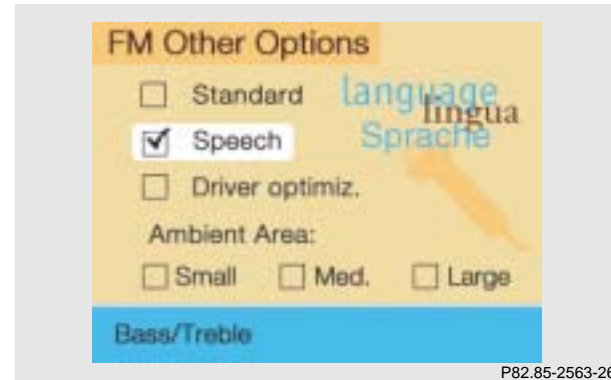 FM Other Options
Standard
language
lingua
Speech
Sprache
Driver optimiz.
Ambient Area:
Small Med. Large
Bass/Treble
P82.85-2563-26